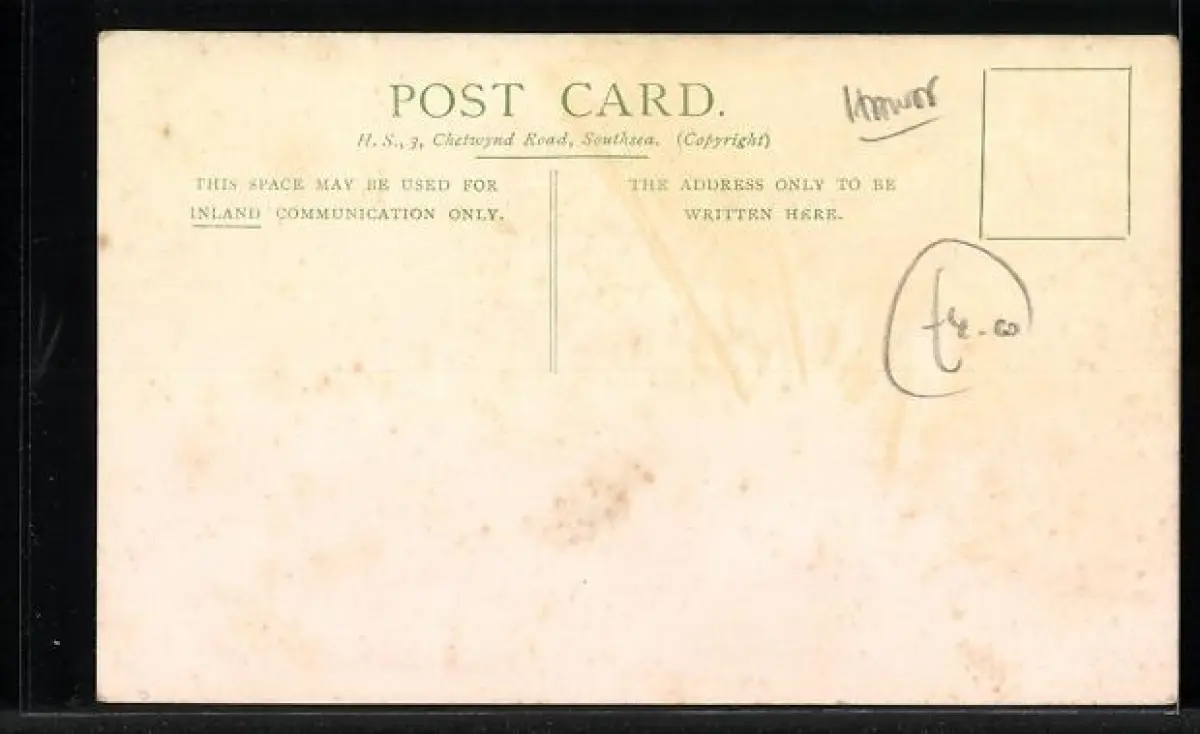 POST CARD.
H. S., 3, Chetwynd Road, Southsea. (Copyright)
THIS SPACE MAY BE USED FOR
INLAND COMMUNICATION ONLY.
THE ADDRESS ONLY TO BE
WRITTEN HERE.